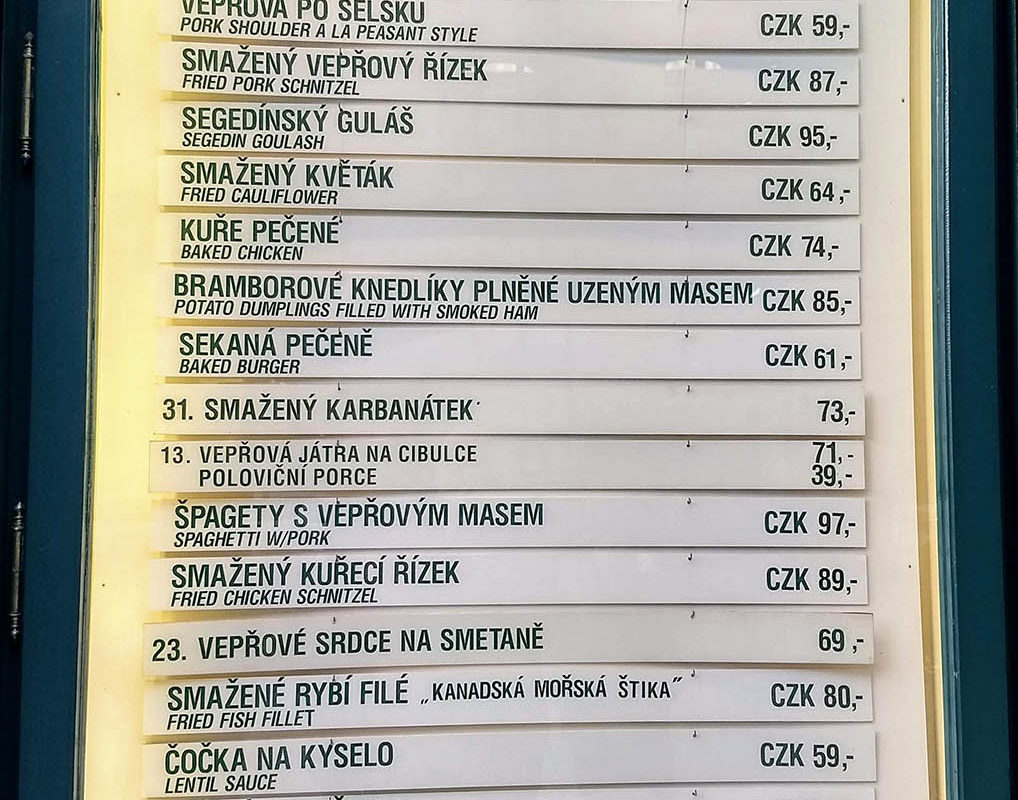 VEPŘOVÁ PO SELSKU CZK 59,-
PORK SHOULDER A LA PEASANT STYLE
SMAŽENÝ VEPŘOVÝ ŘÍZEK CZK 87,-
FRIED PORK SCHNITZEL
SEGEDÍNSKÝ GULÁŠ CZK 95,-
SEGEDIN GOULASH
SMAŽENÝ KVĚTÁK CZK 64,-
FRIED CAULIFLOWER
KUŘE PEČENÉ CZK 74,-
BAKED CHICKEN
BRAMBOROVÉ KNEDLÍKY PLNĚNÉ UZENÝM MASEM CZK 85,-
POTATO DUMPLINGS FILLED WITH SMOKED HAM
SEKANÁ PEČENĚ CZK 61,-
BAKED BURGER
31. SMAŽENÝ KARBANÁTEK 73,-
13. VEPŘOVÁ JÁTRA NA CIBULCE 71,-
POLOVIČNÍ PORCE 39,-
ŠPAGETY S VEPŘOVÝM MASEM CZK 97,-
SPAGHETTI W/PORK
SMAŽENÝ KUŘECÍ ŘÍZEK CZK 89,-
FRIED CHICKEN SCHNITZEL
23. VEPŘOVÉ SRDCE NA SMETANĚ 69,-
SMAŽENÉ RYBÍ FILÉ „KANADSKÁ MOŘSKÁ ŠTIKA" CZK 80,-
FRIED FISH FILLET
ČOČKA NA KYSELO CZK 59,-
LENTIL SAUCE